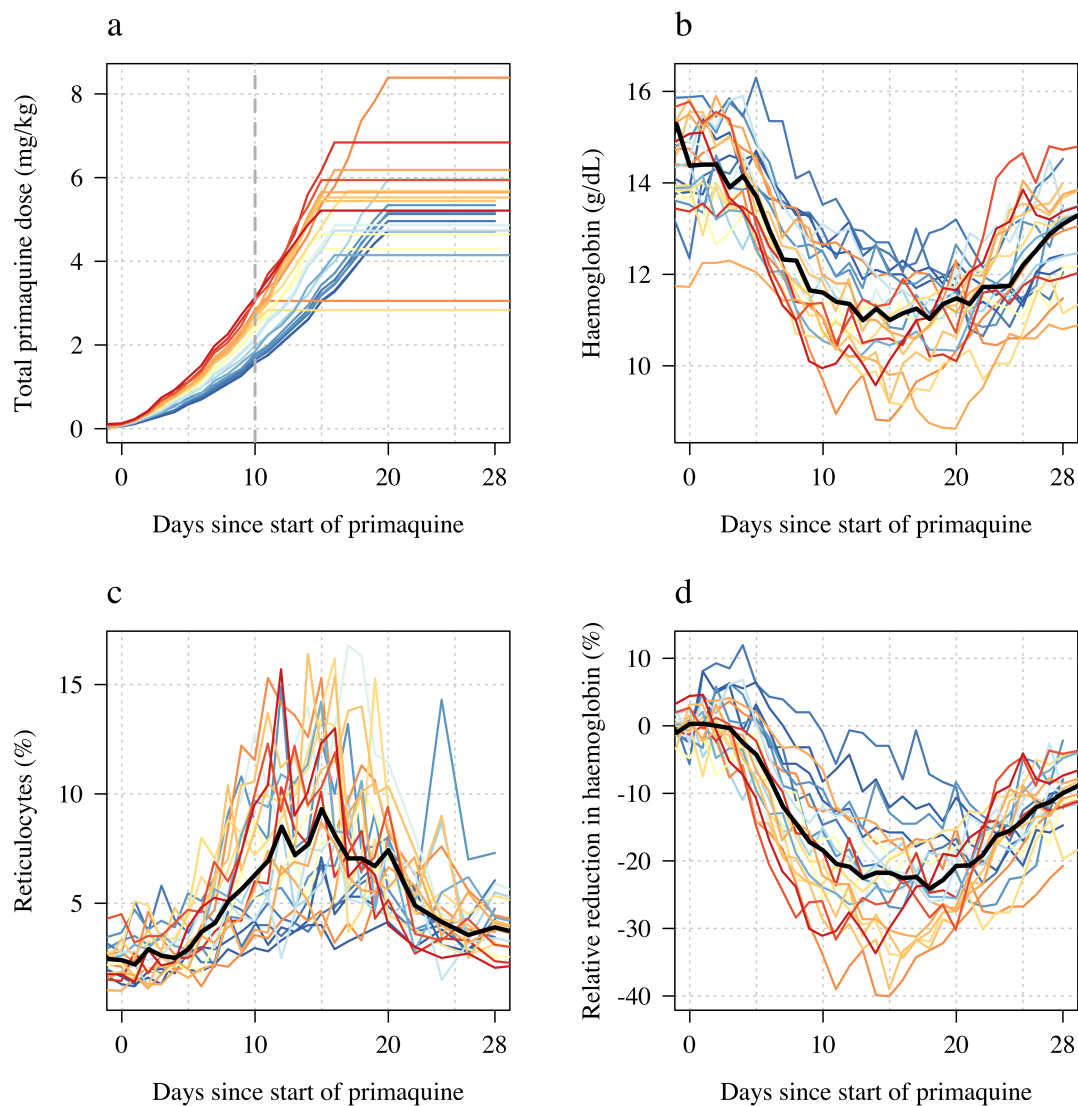 a
Total primaquine dose (mg/kg)
8
6
4
2
0
0 10 20 28
Days since start of primaquine
b
Haemoglobin (g/dL)
16
14
12
10
0 10 20 28
Days since start of primaquine
c
Reticulocytes (%)
15
10
5
0 10 20 28
Days since start of primaquine
d
Relative reduction in haemoglobin (%)
10
0
-10
-20
-30
-40
0 10 20 28
Days since start of primaquine